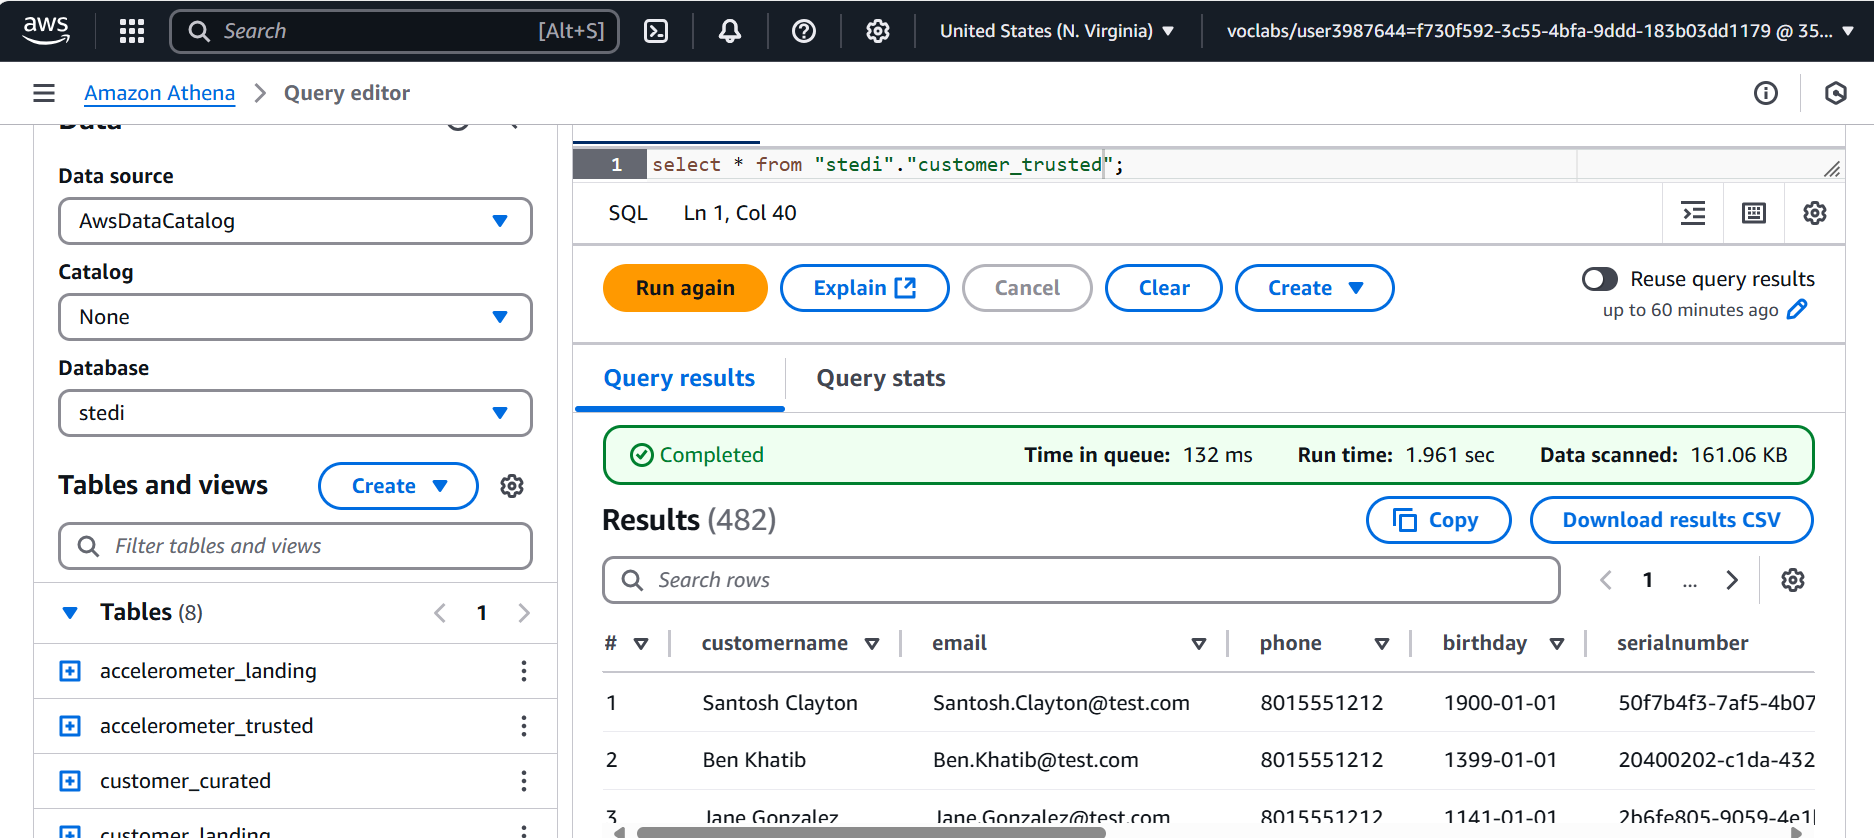 aws
Search [Alt+S]
United States (N. Virginia)
voclabs/user3987644=f730f592-3c55-4bfa-9ddd-183b03dd1179 @ 35...
Amazon Athena > Query editor
Data
Data source
AwsDataCatalog
Catalog
None
Database
stedi
Tables and views
Create
Filter tables and views
Tables (8)
1
accelerometer_landing
accelerometer_trusted
customer_curated
customer_landing
1 select * from "stedi"."customer_trusted";
SQL Ln 1, Col 40
Run again Explain Cancel Clear Create
Reuse query results
up to 60 minutes ago
Query results Query stats
Completed Time in queue: 132 ms Run time: 1.961 sec Data scanned: 161.06 KB
Results (482) Copy Download results CSV
Search rows 1 ...
# customername email phone birthday serialnumber
1 Santosh Clayton Santosh.Clayton@test.com 8015551212 1900-01-01 50f7b4f3-7af5-4b07
2 Ben Khatib Ben.Khatib@test.com 8015551212 1399-01-01 20400202-c1da-432
3 Jane Gonzalez Jane.Gonzalez@test.com 8015551212 1141-01-01 2b6fe805-9059-4e1